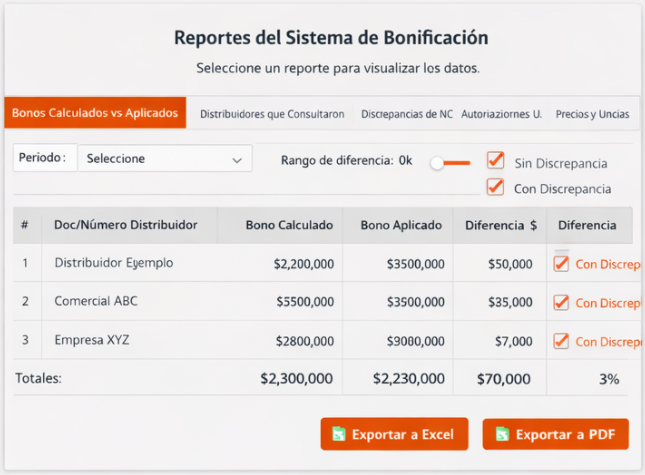 Reportes del Sistema de Bonificación
Seleccione un reporte para visualizar los datos.
Bonos Calculados vs Aplicados Distribuidores que Consultaron Discrepancias de NC Autoriaziornes U. Precios y Uncias
Periodo: Seleccione Rango de diferencia: 0k Sin Discrepancia
Con Discrepancia
# Doc/Número Distribuidor Bono Calculado Bono Aplicado Diferencia $ Diferencia
1 Distribuidor Eyemplo $2,200,000 $3500,000 $50,000 Con Discrep
2 Comercial ABC $5500,000 $3500,000 $35,000 Con Discrep
3 Empresa XYZ $2800,000 $9000,000 $7,000 Con Discrep
Totales: $2,300,000 $2,230,000 $70,000 3%
Exportar a Excel Exportar a PDF